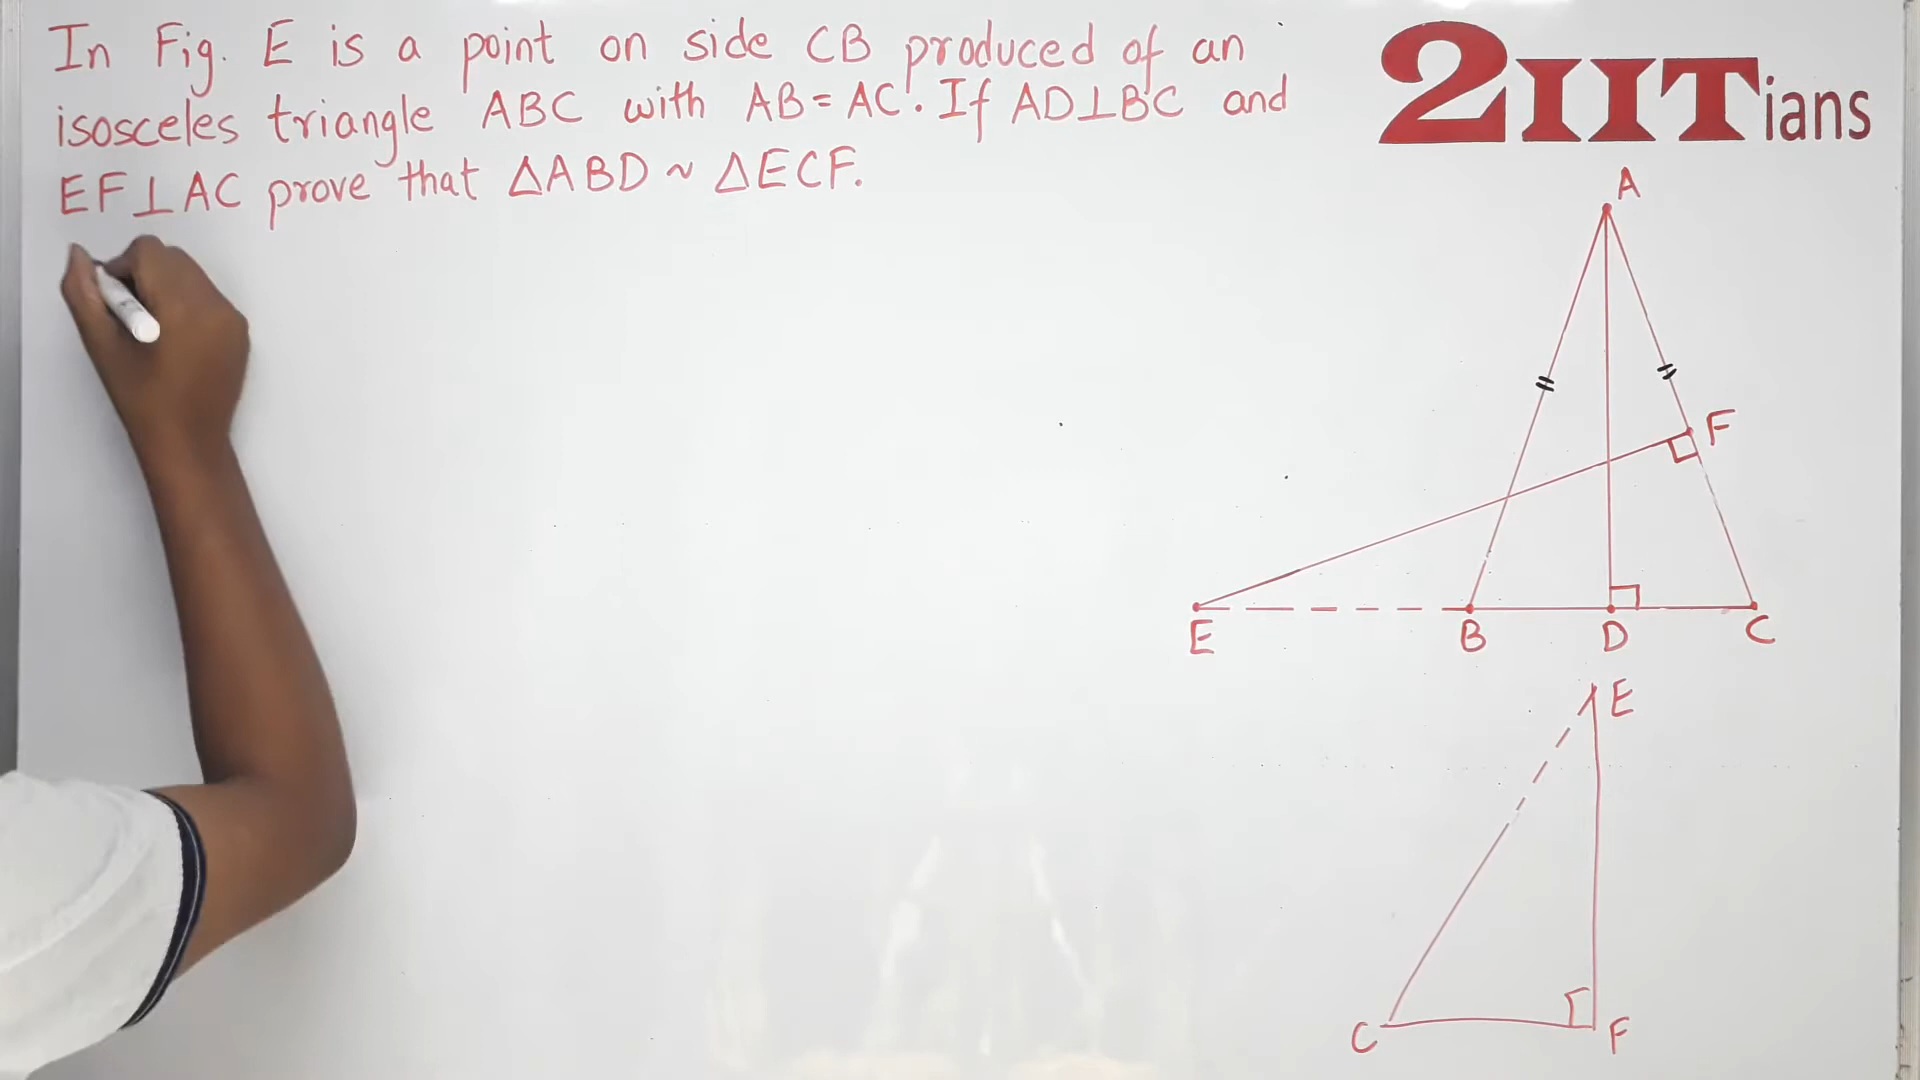 In Fig. E is a point on side CB produced of an
isosceles triangle ABC with AB = AC. If AD⊥BC and
EF⊥AC prove that ΔABD ~ ΔECF.
2IITians
A
F
E
B
D
C
E
C
F